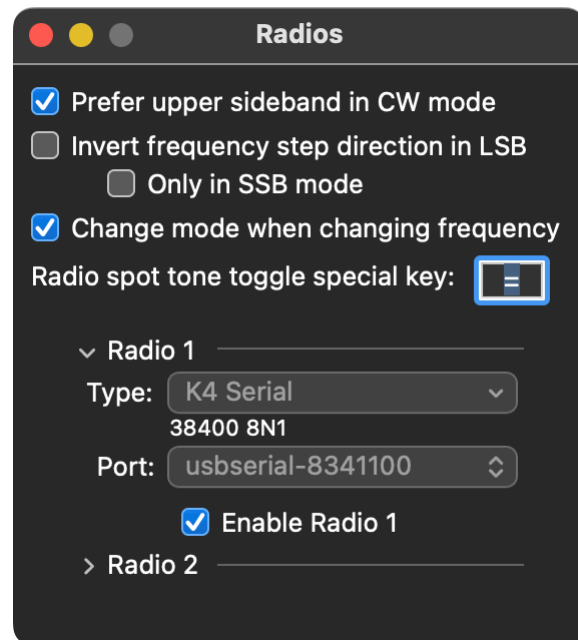 Radios
Prefer upper sideband in CW mode
Invert frequency step direction in LSB
Only in SSB mode
Change mode when changing frequency
Radio spot tone toggle special key: =
Radio 1
Type: K4 Serial
38400 8N1
Port: usbserial-8341100
Enable Radio 1
Radio 2